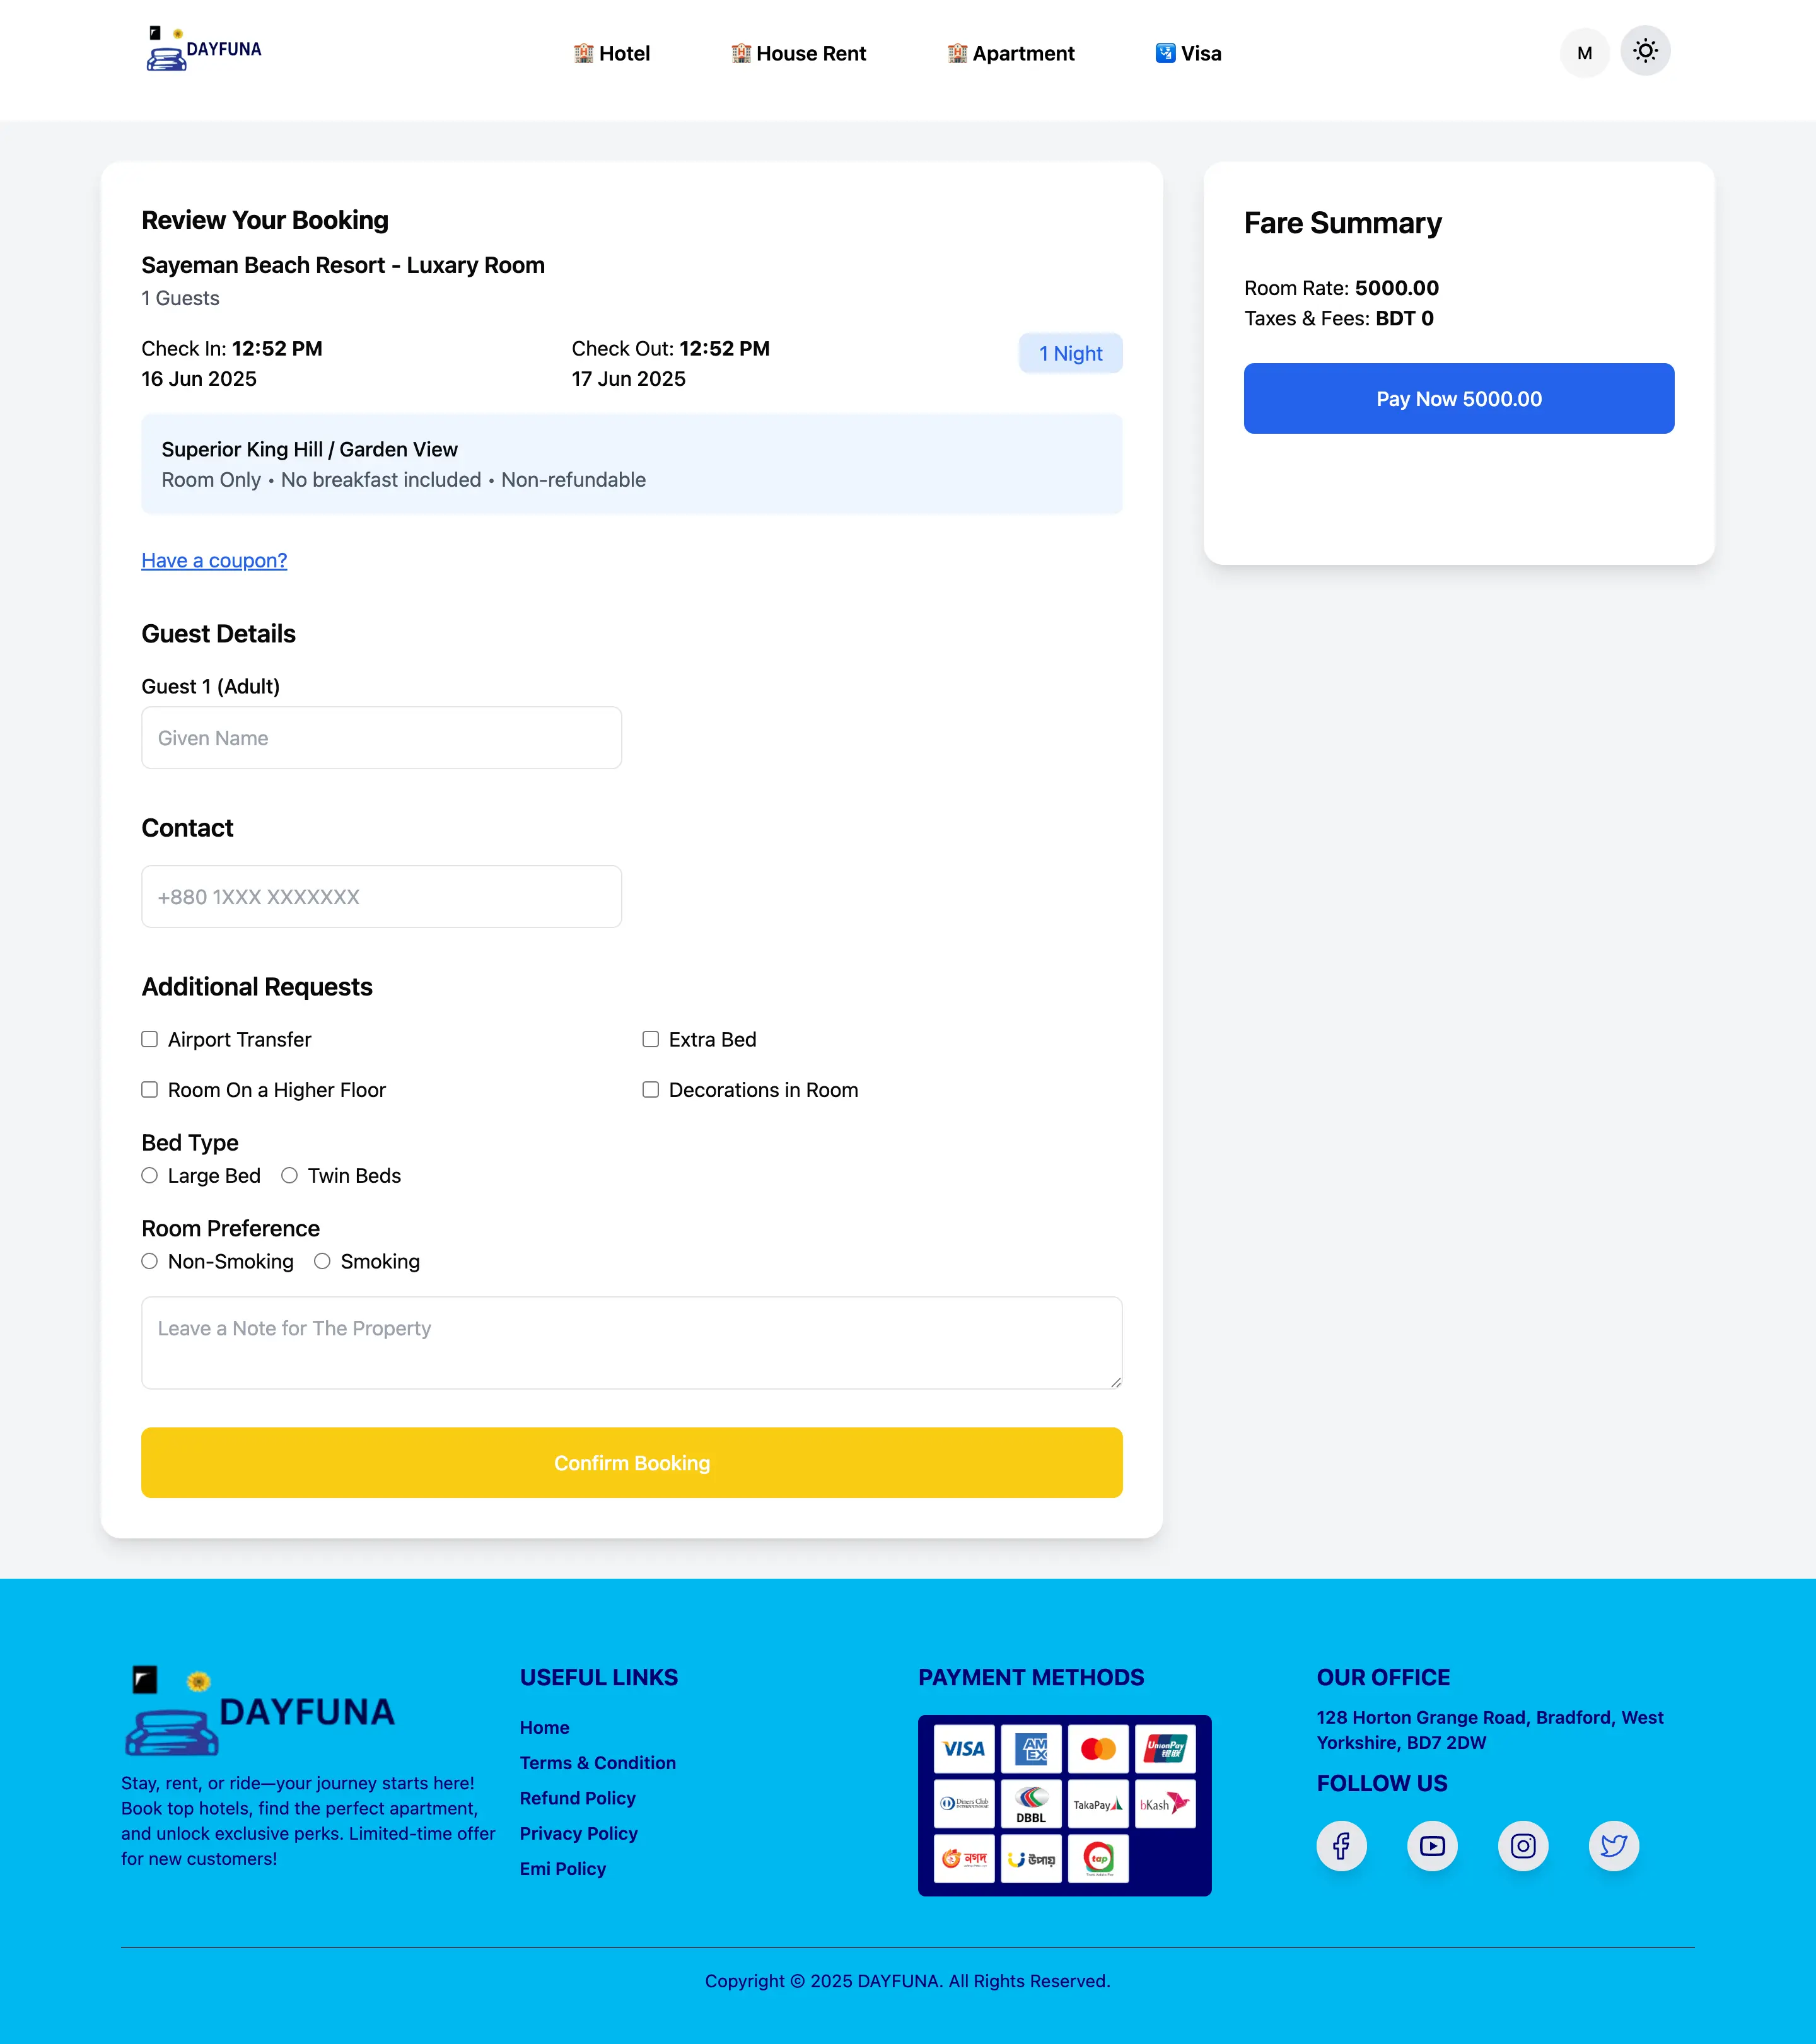 DAYFUNA
🏨 Hotel
🏨 House Rent
🏨 Apartment
🛂 Visa
M
Review Your Booking
Sayeman Beach Resort - Luxary Room
1 Guests
Check In: 12:52 PM
16 Jun 2025
Check Out: 12:52 PM
17 Jun 2025
1 Night
Superior King Hill / Garden View
Room Only • No breakfast included • Non-refundable
Have a coupon?
Guest Details
Guest 1 (Adult)
Given Name
Contact
+880 1XXX XXXXXXX
Additional Requests
Airport Transfer
Extra Bed
Room On a Higher Floor
Decorations in Room
Bed Type
Large Bed
Twin Beds
Room Preference
Non-Smoking
Smoking
Leave a Note for The Property
Confirm Booking
Fare Summary
Room Rate: 5000.00
Taxes & Fees: BDT 0
Pay Now 5000.00
DAYFUNA
Stay, rent, or ride—your journey starts here!
Book top hotels, find the perfect apartment,
and unlock exclusive perks. Limited-time offer
for new customers!
USEFUL LINKS
Home
Terms & Condition
Refund Policy
Privacy Policy
Emi Policy
PAYMENT METHODS
VISA
AM
EX
UnionPay
银联
Diners Club
INTERNATIONAL
DBBL
TakaPay
bKash
নগদ
উপায়
tap
OUR OFFICE
128 Horton Grange Road, Bradford, West
Yorkshire, BD7 2DW
FOLLOW US
Copyright © 2025 DAYFUNA. All Rights Reserved.